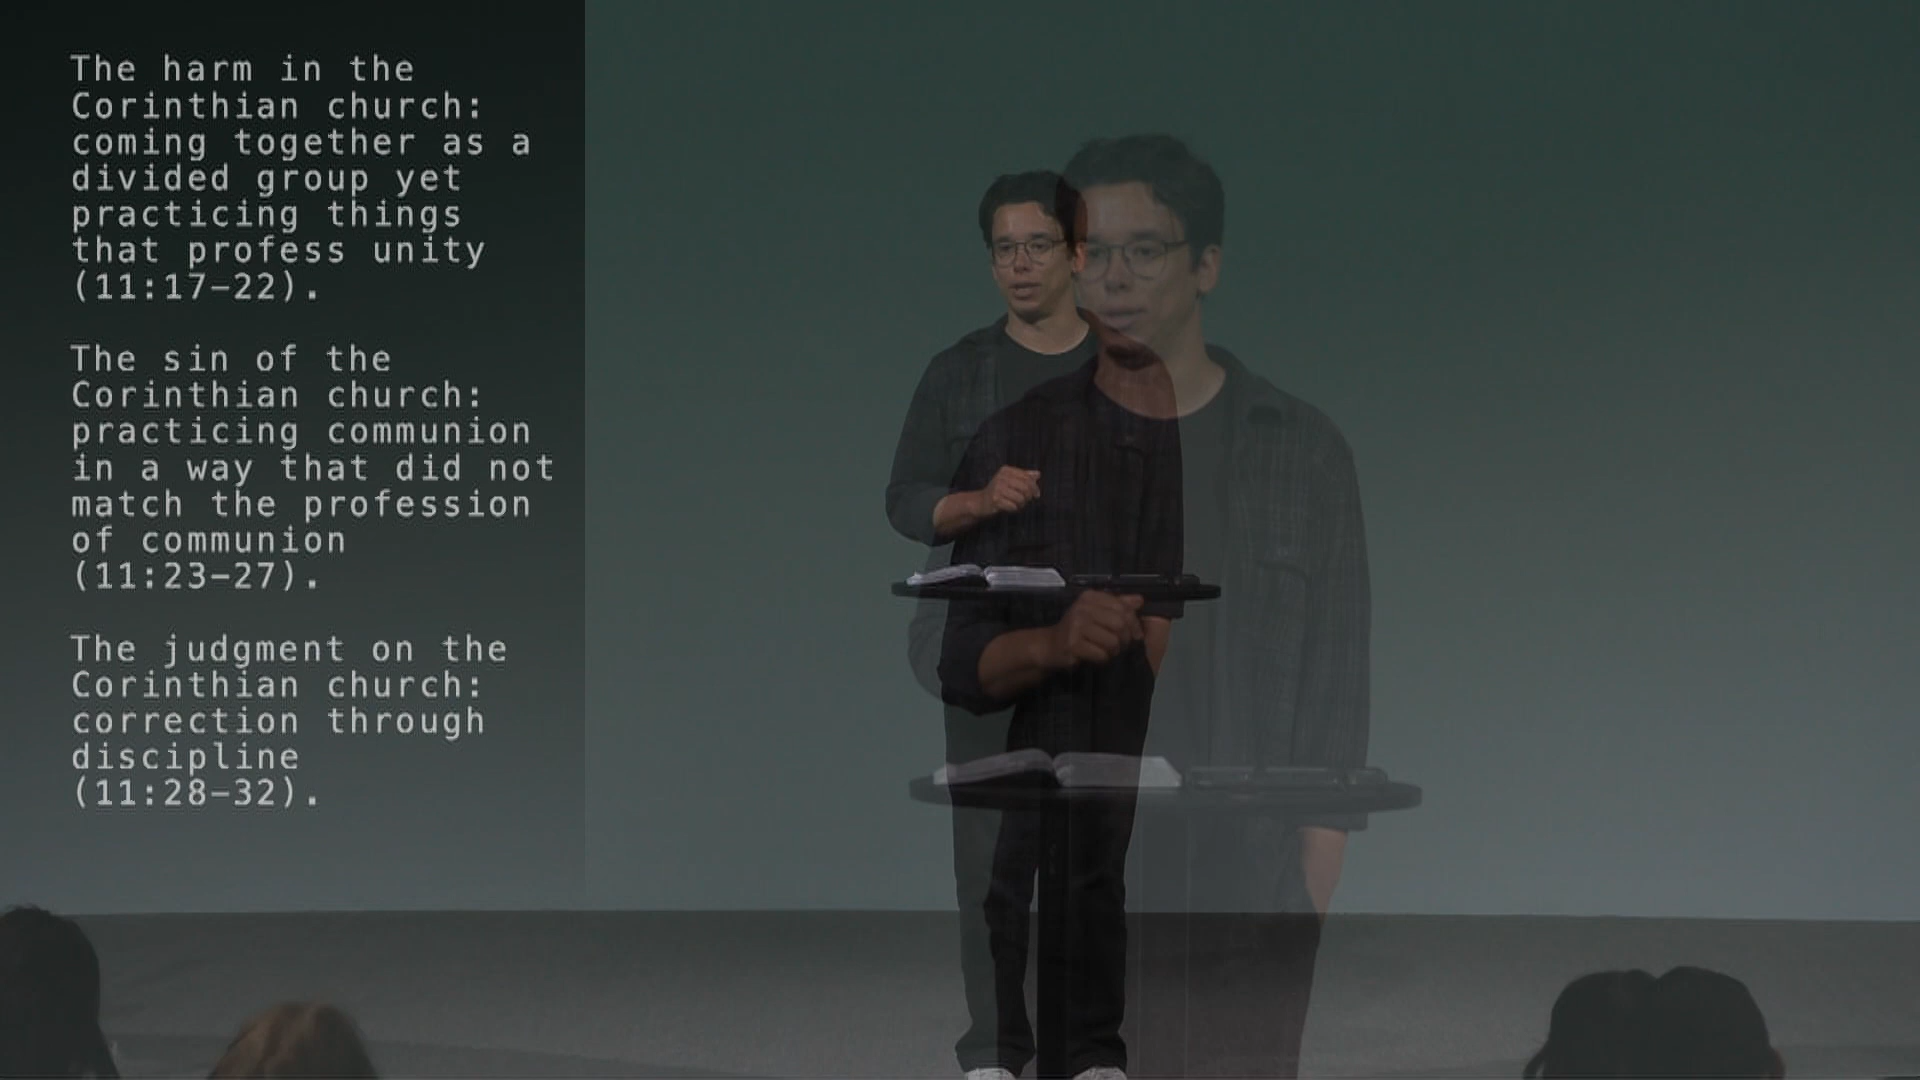 The harm in the
Corinthian church:
coming together as a
divided group yet
practicing things
that profess unity
(11:17–22).
The sin of the
Corinthian church:
practicing communion
in a way that did not
match the profession
of communion
(11:23–27).
The judgment on the
Corinthian church:
correction through
discipline
(11:28–32).